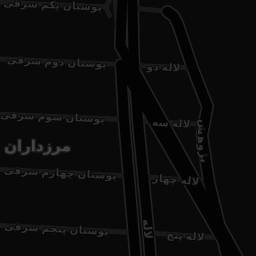 بوستان یکم شرقی
بوستان دوم شرقی
لاله دو
بوستان سوم شرقی
لاله سه
پژوهش
مرزداران
بوستان چهارم شرقی
لاله چهار
لاله
بوستان پنجم شرقی
لاله پنج